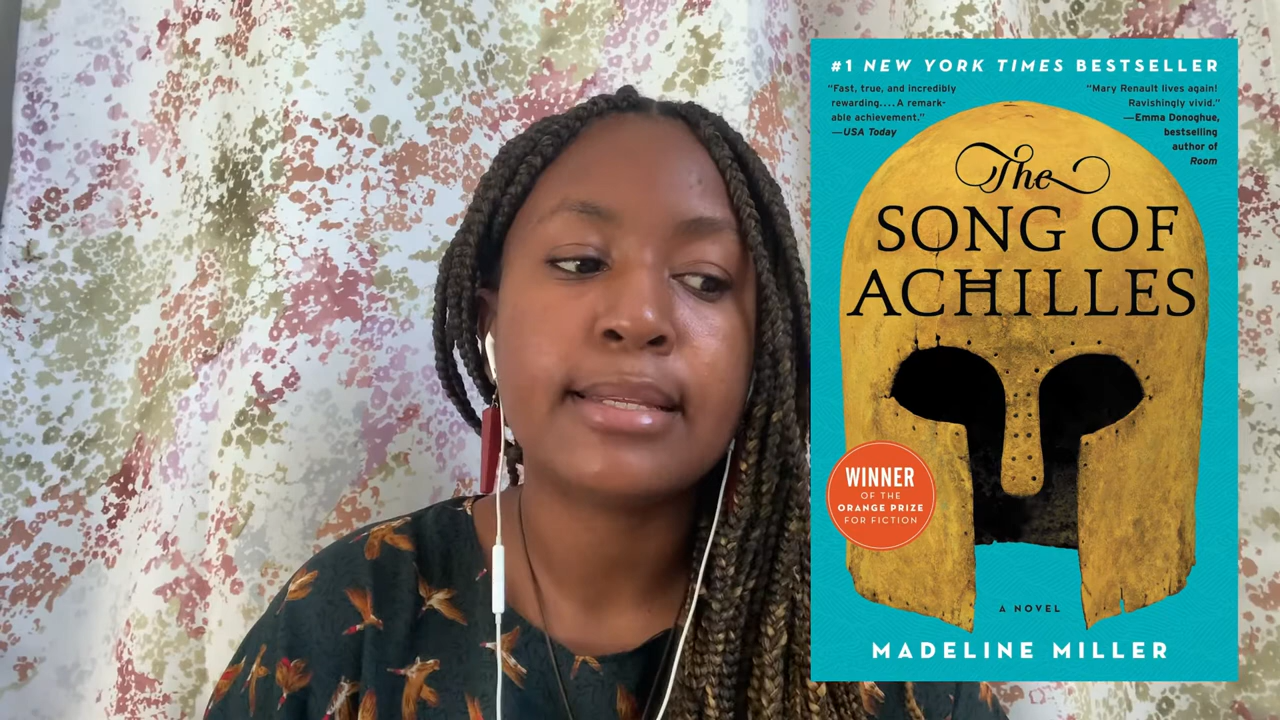 #1 NEW YORK TIMES BESTSELLER
"Fast, true, and incredibly
rewarding.... A remark-
able achievement."
—USA Today
"Mary Renault lives again!
Ravishingly vivid."
—Emma Donoghue,
bestselling
author of
Room
The
SONG OF
ACHILLES
WINNER
OF THE
ORANGE PRIZE
FOR FICTION
A NOVEL
MADELINE MILLER